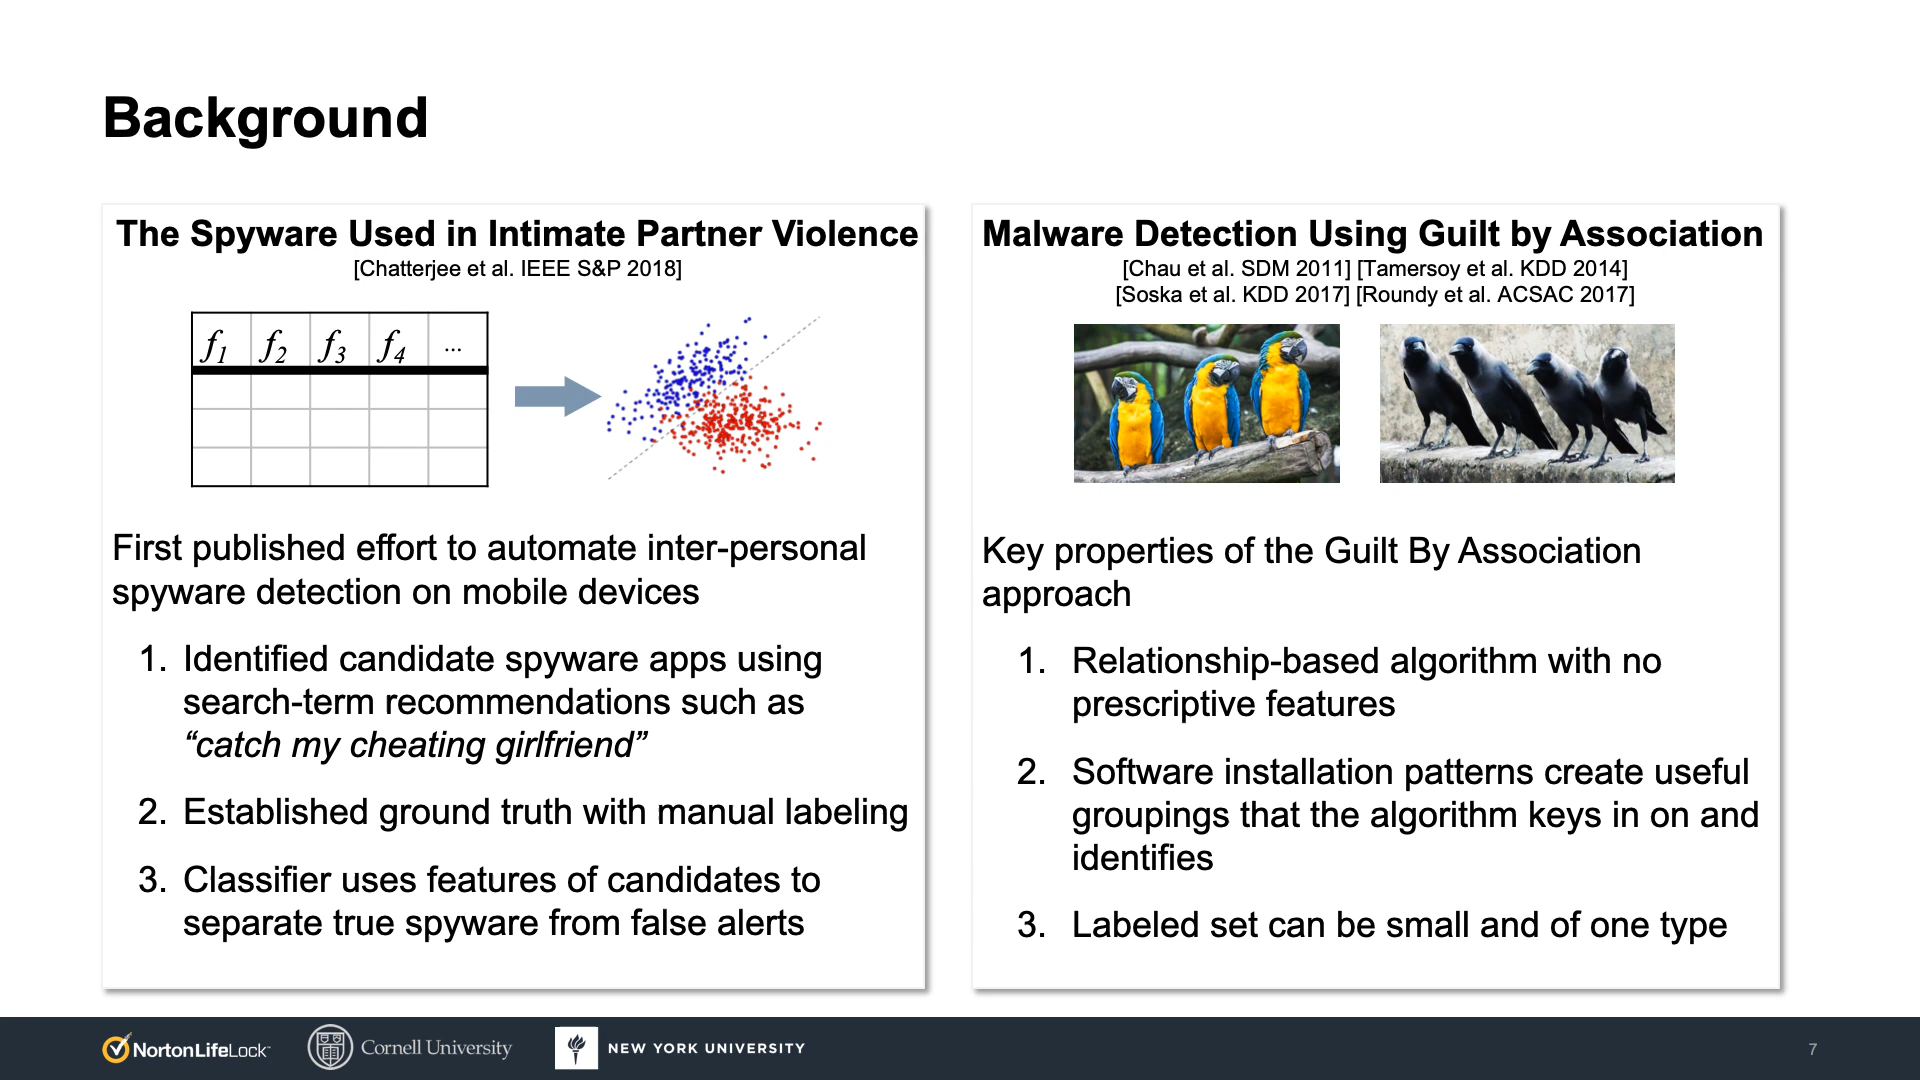 Background
The Spyware Used in Intimate Partner Violence
[Chatterjee et al. IEEE S&P 2018]
f1 f2 f3 f4 ...
First published effort to automate inter-personal
spyware detection on mobile devices
1. Identified candidate spyware apps using
search-term recommendations such as
“catch my cheating girlfriend”
2. Established ground truth with manual labeling
3. Classifier uses features of candidates to
separate true spyware from false alerts
Malware Detection Using Guilt by Association
[Chau et al. SDM 2011] [Tamersoy et al. KDD 2014]
[Soska et al. KDD 2017] [Roundy et al. ACSAC 2017]
Key properties of the Guilt By Association
approach
1. Relationship-based algorithm with no
prescriptive features
2. Software installation patterns create useful
groupings that the algorithm keys in on and
identifies
3. Labeled set can be small and of one type
NortonLifeLock
Cornell University
NEW YORK UNIVERSITY
7